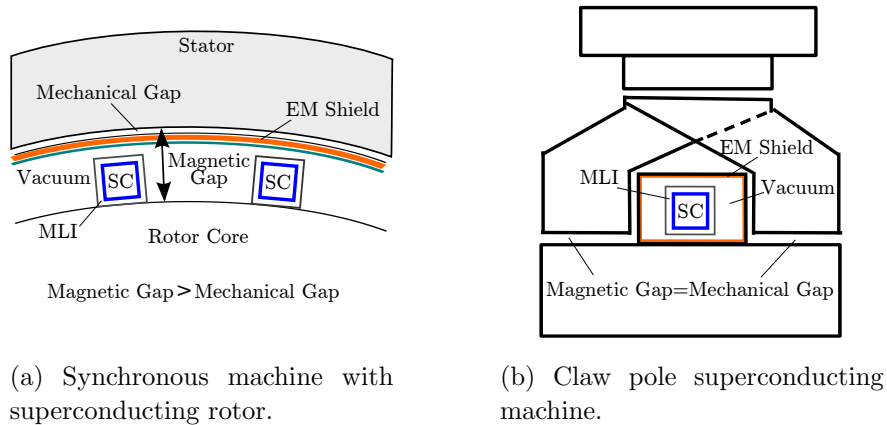 Stator
Mechanical Gap
EM Shield
Magnetic
Gap
Vacuum
SC
SC
MLI
Rotor Core
Magnetic Gap>Mechanical Gap
(a) Synchronous machine with
superconducting rotor.
EM Shield
MLI
Vacuum
SC
Magnetic Gap=Mechanical Gap
(b) Claw pole superconducting
machine.